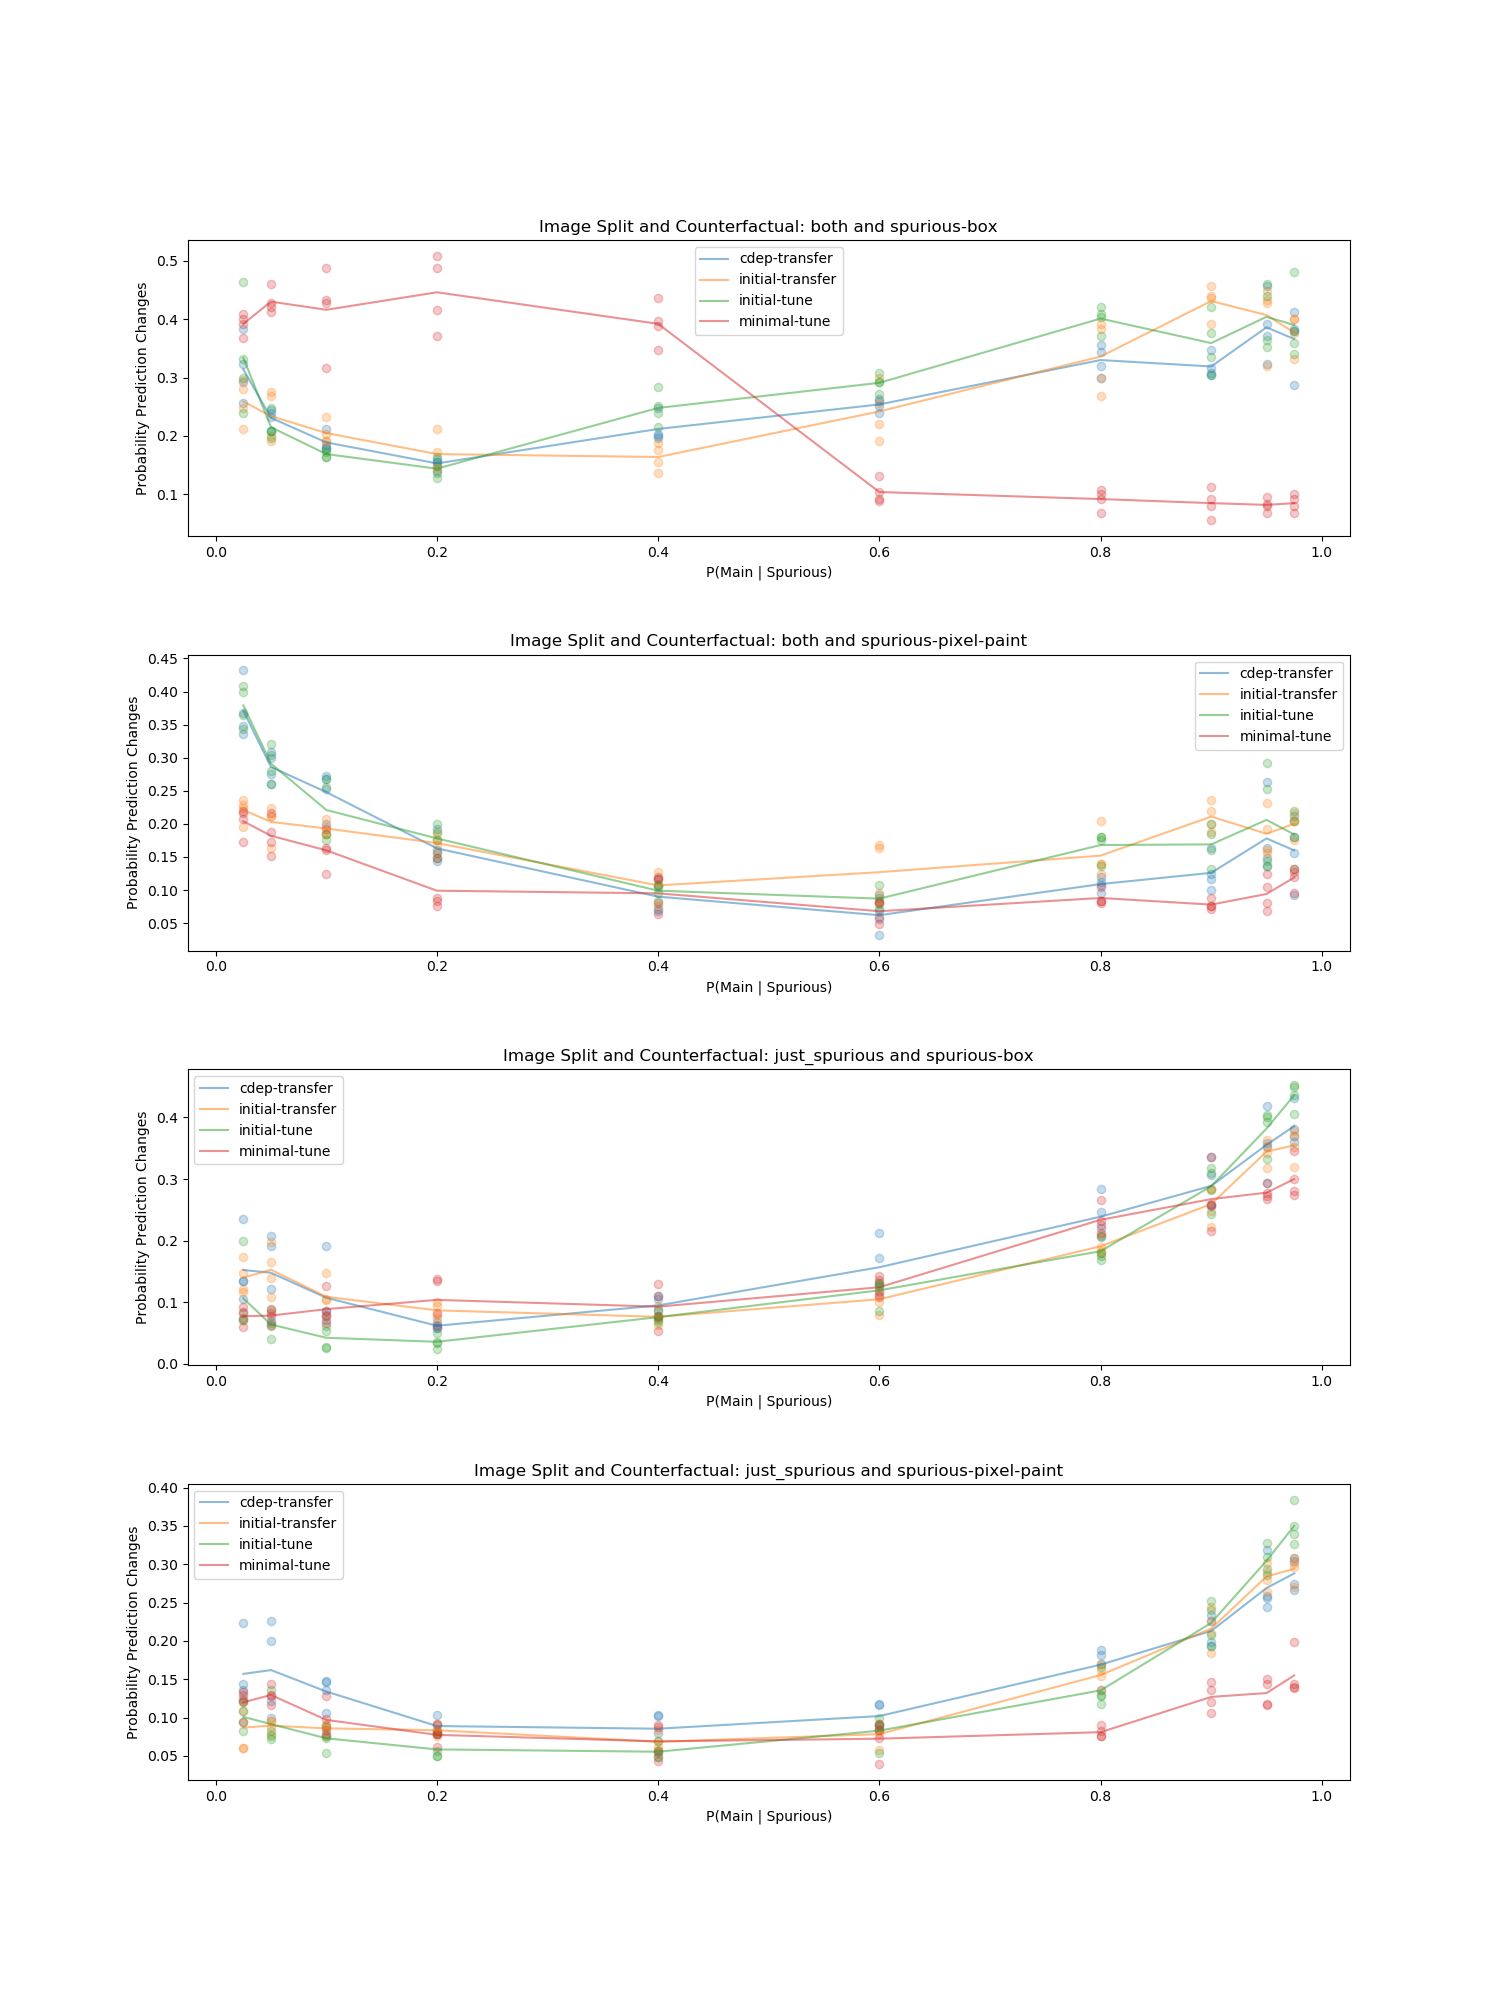 Image Split and Counterfactual: both and spurious-box
0.5
0.4
0.3
0.2
0.1
Probability Prediction Changes
cdep-transfer
initial-transfer
initial-tune
minimal-tune
0.0 0.2 0.4 0.6 0.8 1.0
P(Main | Spurious)
Image Split and Counterfactual: both and spurious-pixel-paint
0.45
0.40
0.35
0.30
0.25
0.20
0.15
0.10
0.05
Probability Prediction Changes
cdep-transfer
initial-transfer
initial-tune
minimal-tune
0.0 0.2 0.4 0.6 0.8 1.0
P(Main | Spurious)
Image Split and Counterfactual: just_spurious and spurious-box
0.4
0.3
0.2
0.1
0.0
Probability Prediction Changes
cdep-transfer
initial-transfer
initial-tune
minimal-tune
0.0 0.2 0.4 0.6 0.8 1.0
P(Main | Spurious)
Image Split and Counterfactual: just_spurious and spurious-pixel-paint
0.40
0.35
0.30
0.25
0.20
0.15
0.10
0.05
Probability Prediction Changes
cdep-transfer
initial-transfer
initial-tune
minimal-tune
0.0 0.2 0.4 0.6 0.8 1.0
P(Main | Spurious)